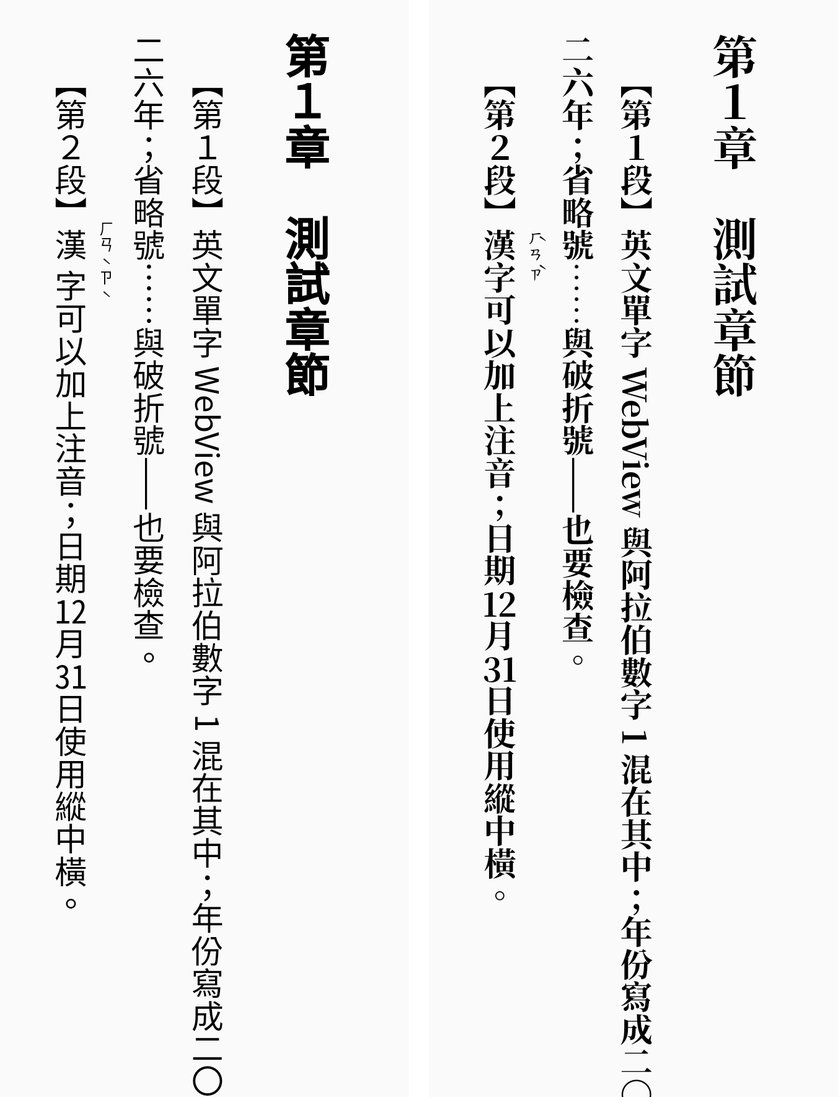 第1章　測試章節
【第1段】英文單字 WebView 與阿拉伯數字 1 混在其中；年份寫成二〇
二六年；省略號……與破折號——也要檢查。
ㄏㄢˋㄗˋ
【第2段】漢字可以加上注音；日期12月31日使用縱中橫。
第1章　測試章節
【第1段】英文單字 WebView 與阿拉伯數字 1 混在其中；年份寫成二〇
二六年；省略號……與破折號——也要檢查。
ㄏㄢˋㄗ
【第2段】漢字可以加上注音；日期12月31日使用縱中橫。